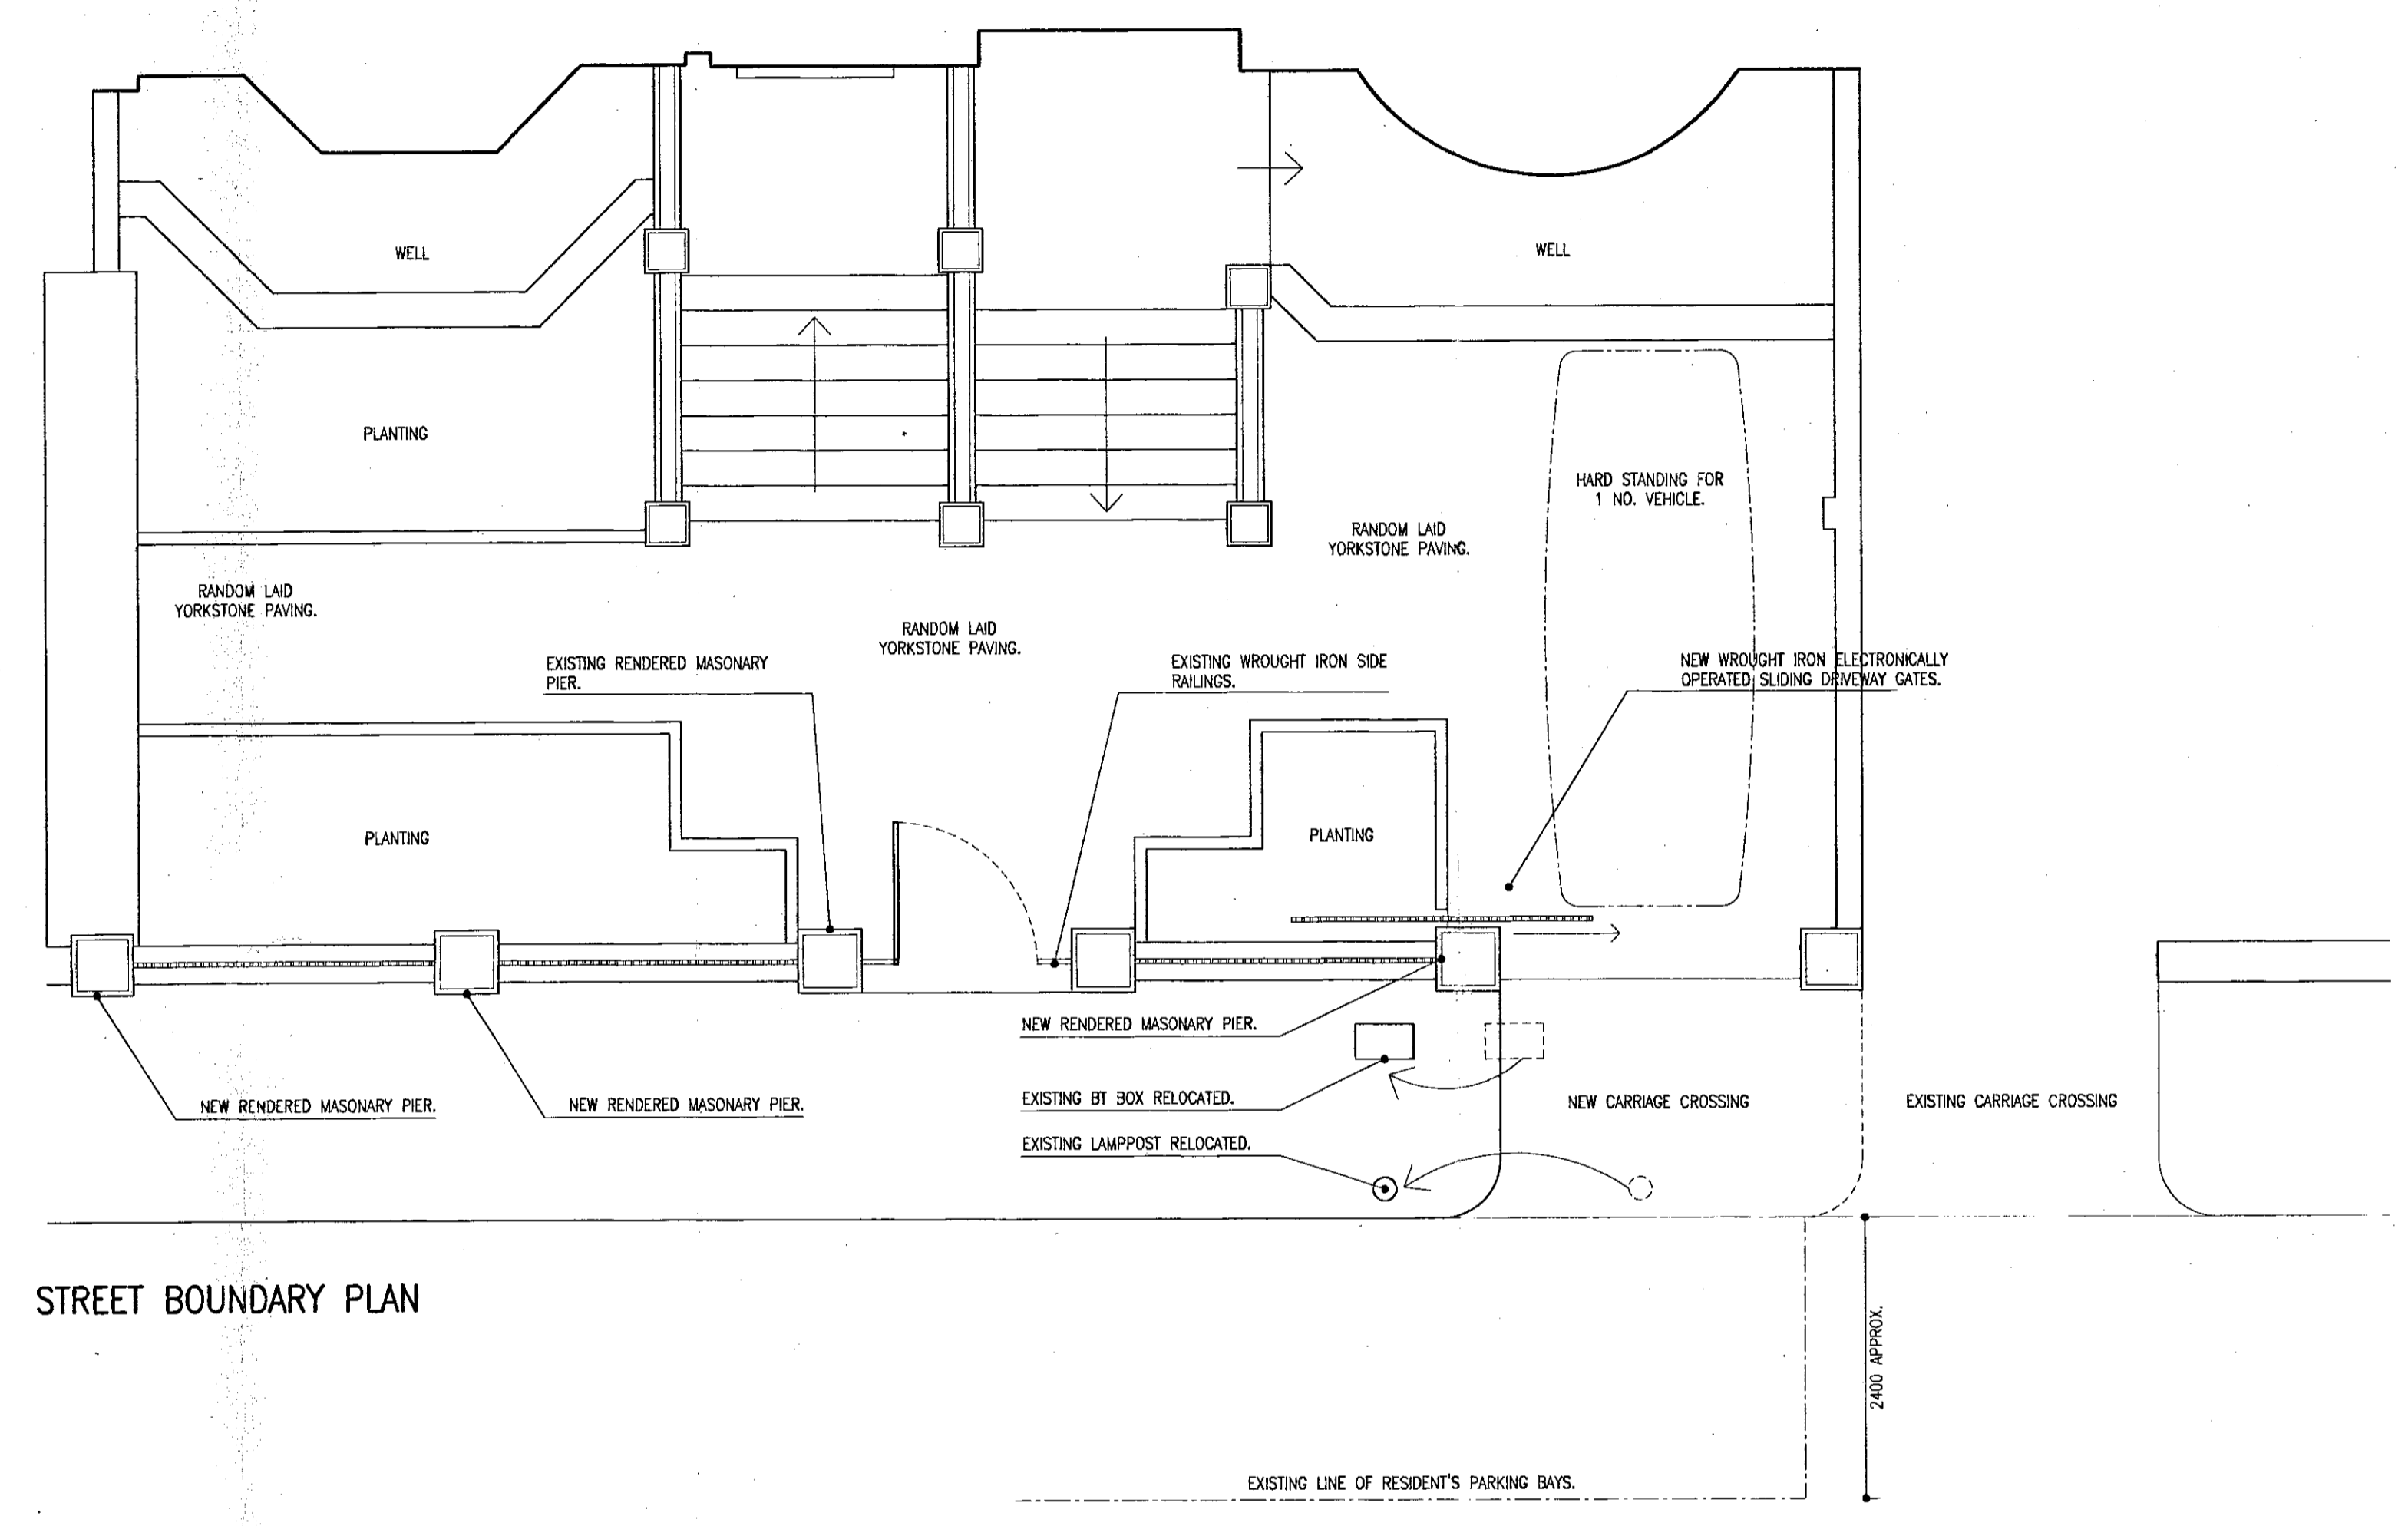 WELL
WELL
PLANTING
HARD STANDING FOR
1 NO. VEHICLE.
RANDOM LAID
YORKSTONE PAVING.
RANDOM LAID
YORKSTONE PAVING.
RANDOM LAID
YORKSTONE PAVING.
EXISTING RENDERED MASONARY
PIER.
EXISTING WROUGHT IRON SIDE
RAILINGS.
NEW WROUGHT IRON ELECTRONICALLY
OPERATED SLIDING DRIVEWAY GATES.
PLANTING
PLANTING
NEW RENDERED MASONARY PIER.
NEW RENDERED MASONARY PIER.
NEW RENDERED MASONARY PIER.
EXISTING BT BOX RELOCATED.
NEW CARRIAGE CROSSING
EXISTING CARRIAGE CROSSING
EXISTING LAMPPOST RELOCATED.
STREET BOUNDARY PLAN
2400 APPROX.
EXISTING LINE OF RESIDENT'S PARKING BAYS.